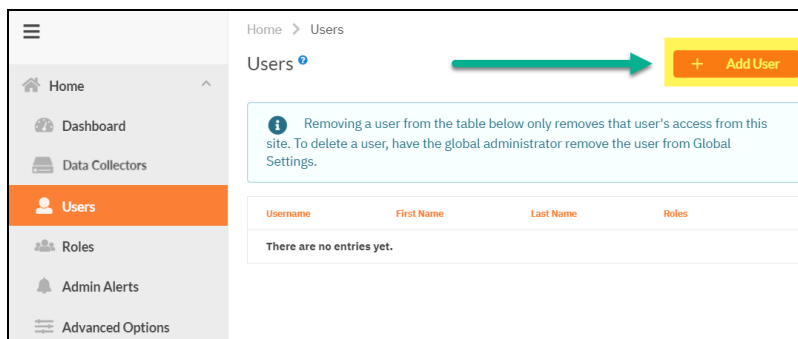 Home > Users
Users
+ Add User
Home
Dashboard
Data Collectors
Users
Roles
Admin Alerts
Advanced Options
Removing a user from the table below only removes that user's access from this
site. To delete a user, have the global administrator remove the user from Global
Settings.
Username First Name Last Name Roles
There are no entries yet.